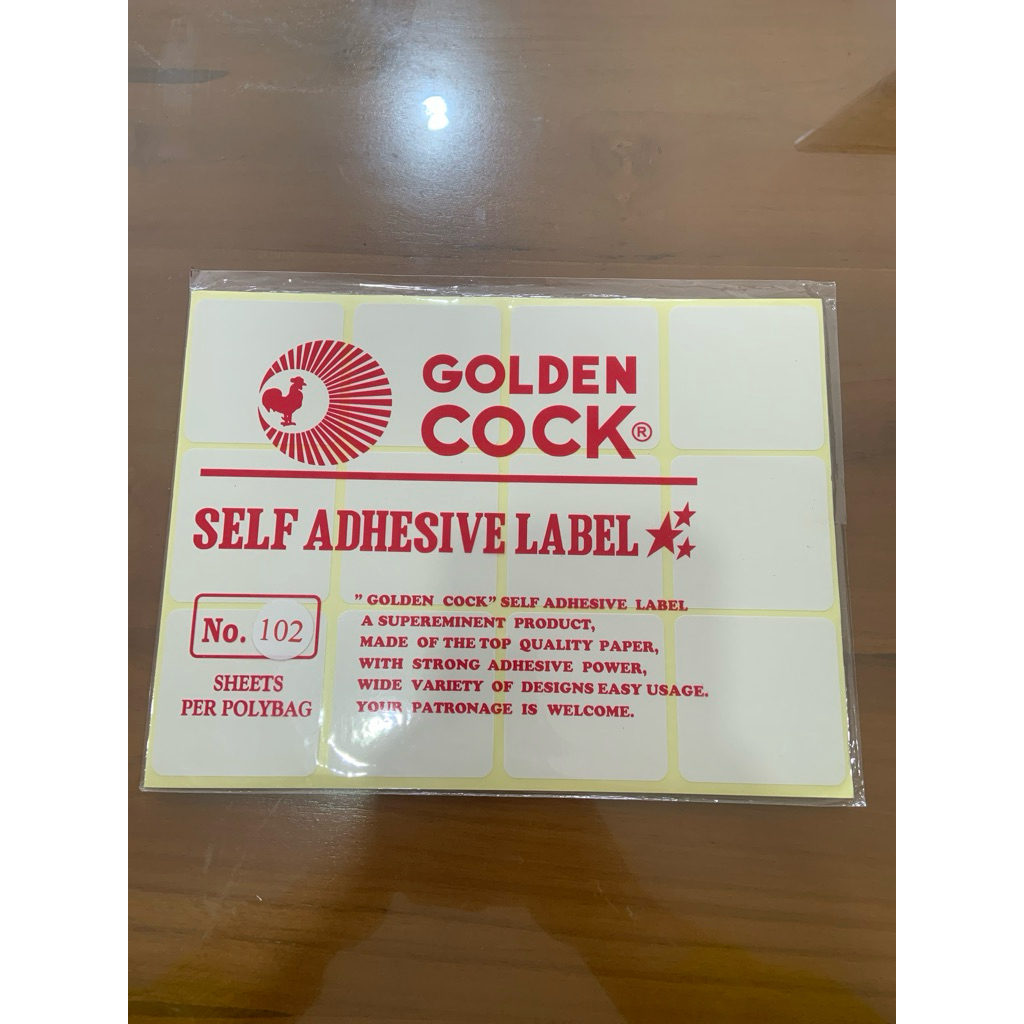 GOLDEN
COCK®
SELF ADHESIVE LABEL
No. 102
SHEETS
PER POLYBAG
" GOLDEN COCK" SELF ADHESIVE LABEL
A SUPEREMINENT PRODUCT,
MADE OF THE TOP QUALITY PAPER,
WITH STRONG ADHESIVE POWER,
WIDE VARIETY OF DESIGNS EASY USAGE.
YOUR PATRONAGE IS WELCOME.